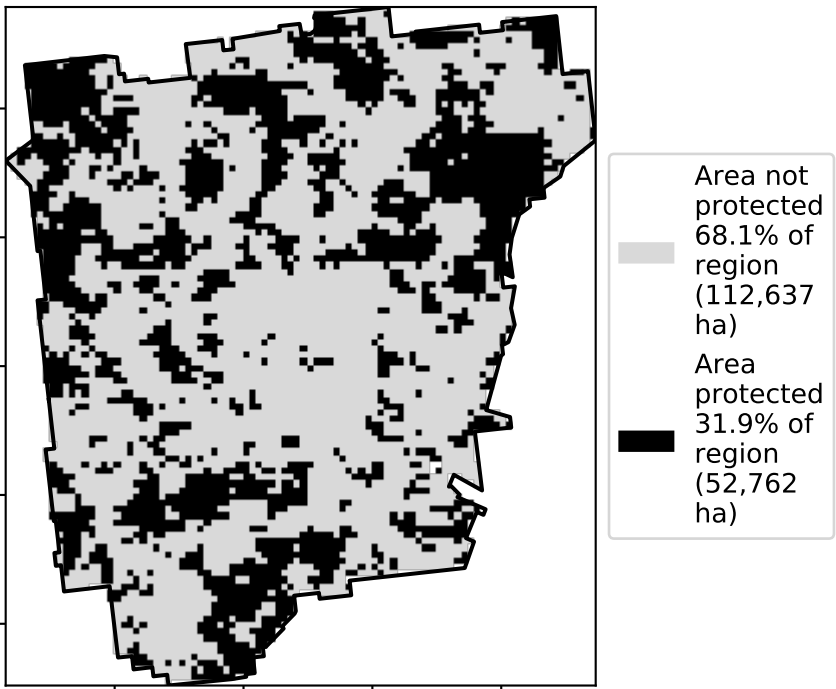 Area not
protected
68.1% of
region
(112,637
ha)
Area
protected
31.9% of
region
(52,762
ha)